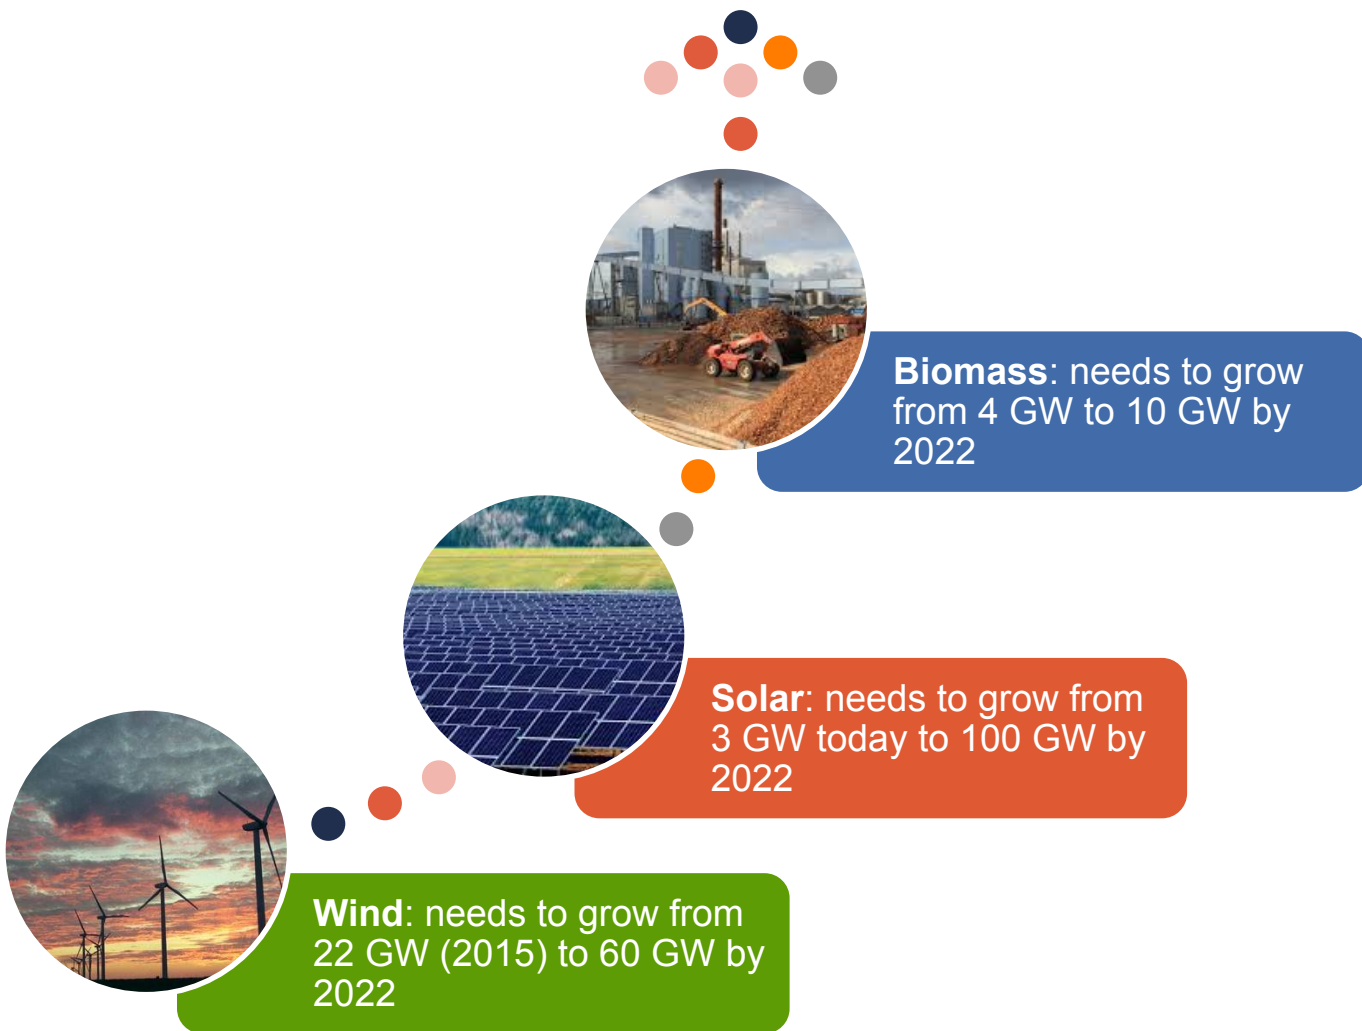 Biomass: needs to grow
from 4 GW to 10 GW by
2022
Solar: needs to grow from
3 GW today to 100 GW by
2022
Wind: needs to grow from
22 GW (2015) to 60 GW by
2022